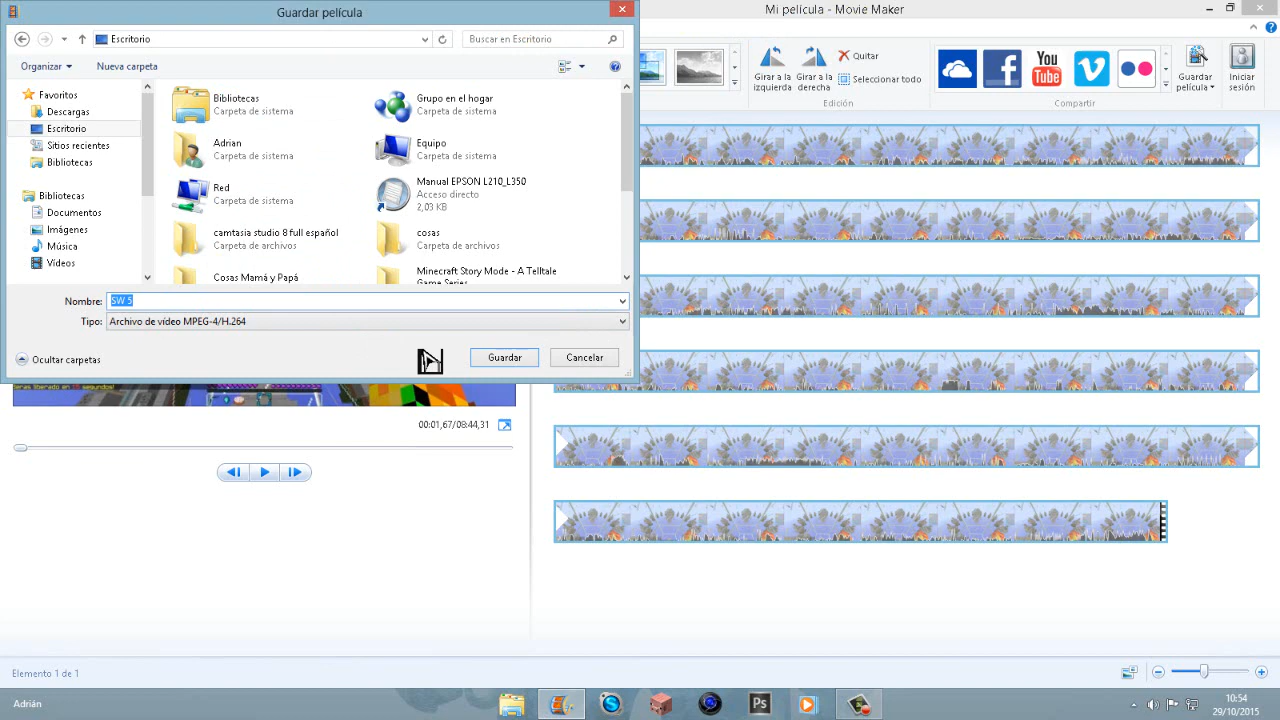 Guardar película
Mi película - Movie Maker
Escritorio
Buscar en Escritorio
Organizar
Nueva carpeta
Favoritos
Descargas
Escritorio
Sitios recientes
Bibliotecas
Bibliotecas
Documentos
Imágenes
Música
Vídeos
Bibliotecas
Carpeta de sistema
Grupo en el hogar
Carpeta de sistema
Adrian
Carpeta de sistema
Equipo
Carpeta de sistema
Red
Carpeta de sistema
Manual EPSON L210_L350
Acceso directo
2,03 KB
camtasia studio 8 full español
Carpeta de archivos
cosas
Carpeta de archivos
Cosas Mamá y Papá
Minecraft Story Mode - A Telltale
Game Series
Nombre: SW 5
Tipo: Archivo de vídeo MPEG-4/H.264
Ocultar carpetas
Guardar
Cancelar
Girar a la
izquierda
Girar a la
derecha
Quitar
Seleccionar todo
Edición
You
Tube
Compartir
Guardar
película
Iniciar
sesión
segundos!
00:01,67/08:44,31
Elemento 1 de 1
Adrián
Ps
10:54
29/10/2015